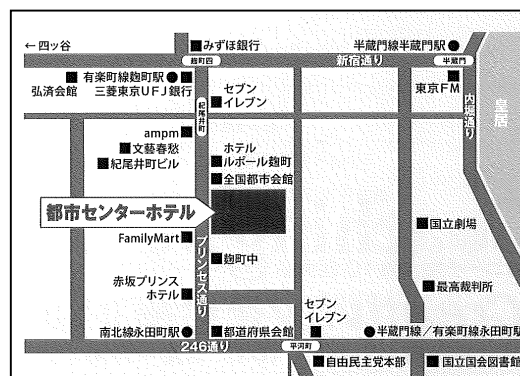 ← 四ッ谷
みずほ銀行
半蔵門線半蔵門駅
麹町四
新宿通り
半蔵門
有楽町線麹町駅
弘済会館
三菱東京UFJ銀行
セブン
イレブン
東京FM
内堀通り
皇居
紀尾井町
ampm
文藝春愁
紀尾井町ビル
ホテル
ルポール麹町
全国都市会館
都市センターホテル
国立劇場
FamilyMart
プリンセス通り
麹町中
赤坂プリンス
ホテル
最高裁判所
セブン
イレブン
南北線永田町駅
都道府県会館
半蔵門線/有楽町線永田町駅
246通り
平河町
自由民主党本部
国立国会図書館